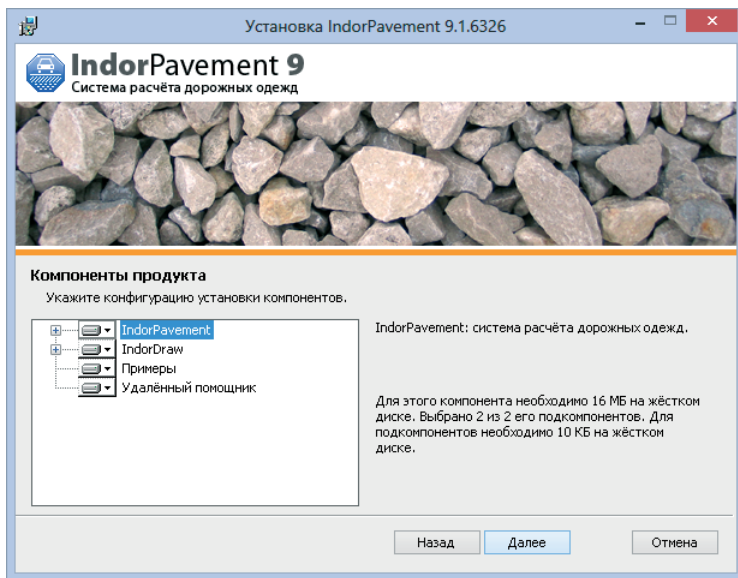 Установка IndorPavement 9.1.6326
IndorPavement 9
Система расчёта дорожных одежд
Компоненты продукта
Укажите конфигурацию установки компонентов.
IndorPavement
IndorDraw
Примеры
Удалённый помощник
IndorPavement: система расчёта дорожных одежд.
Для этого компонента необходимо 16 МБ на жёстком
диске. Выбрано 2 из 2 его подкомпонентов. Для
подкомпонентов необходимо 10 КБ на жёстком
диске.
Назад
Далее
Отмена